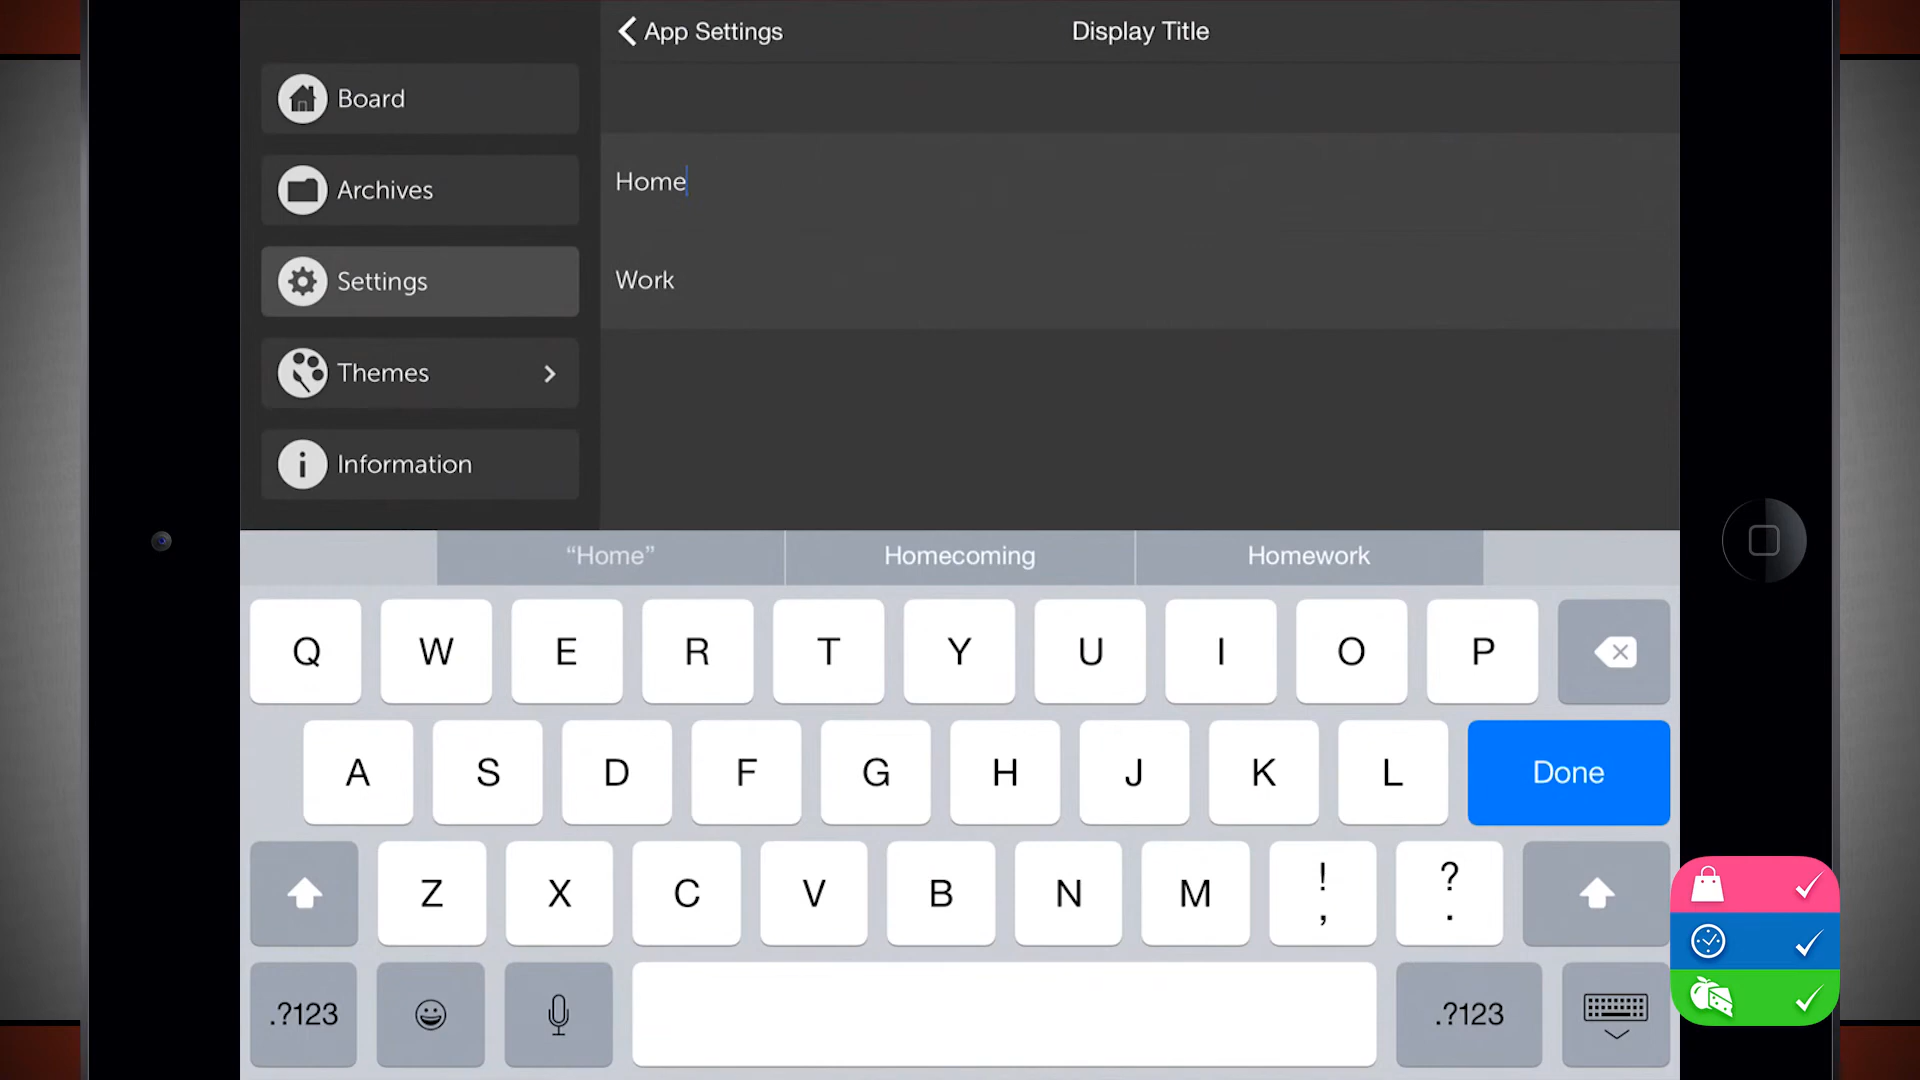 App Settings
Display Title
Board
Archives
Settings
Themes
Information
Home
Work
“Home”
Homecoming
Homework
Q W E R T Y U I O P
A S D F G H J K L Done
Z X C V B N M ! , ? .
.?123
.?123